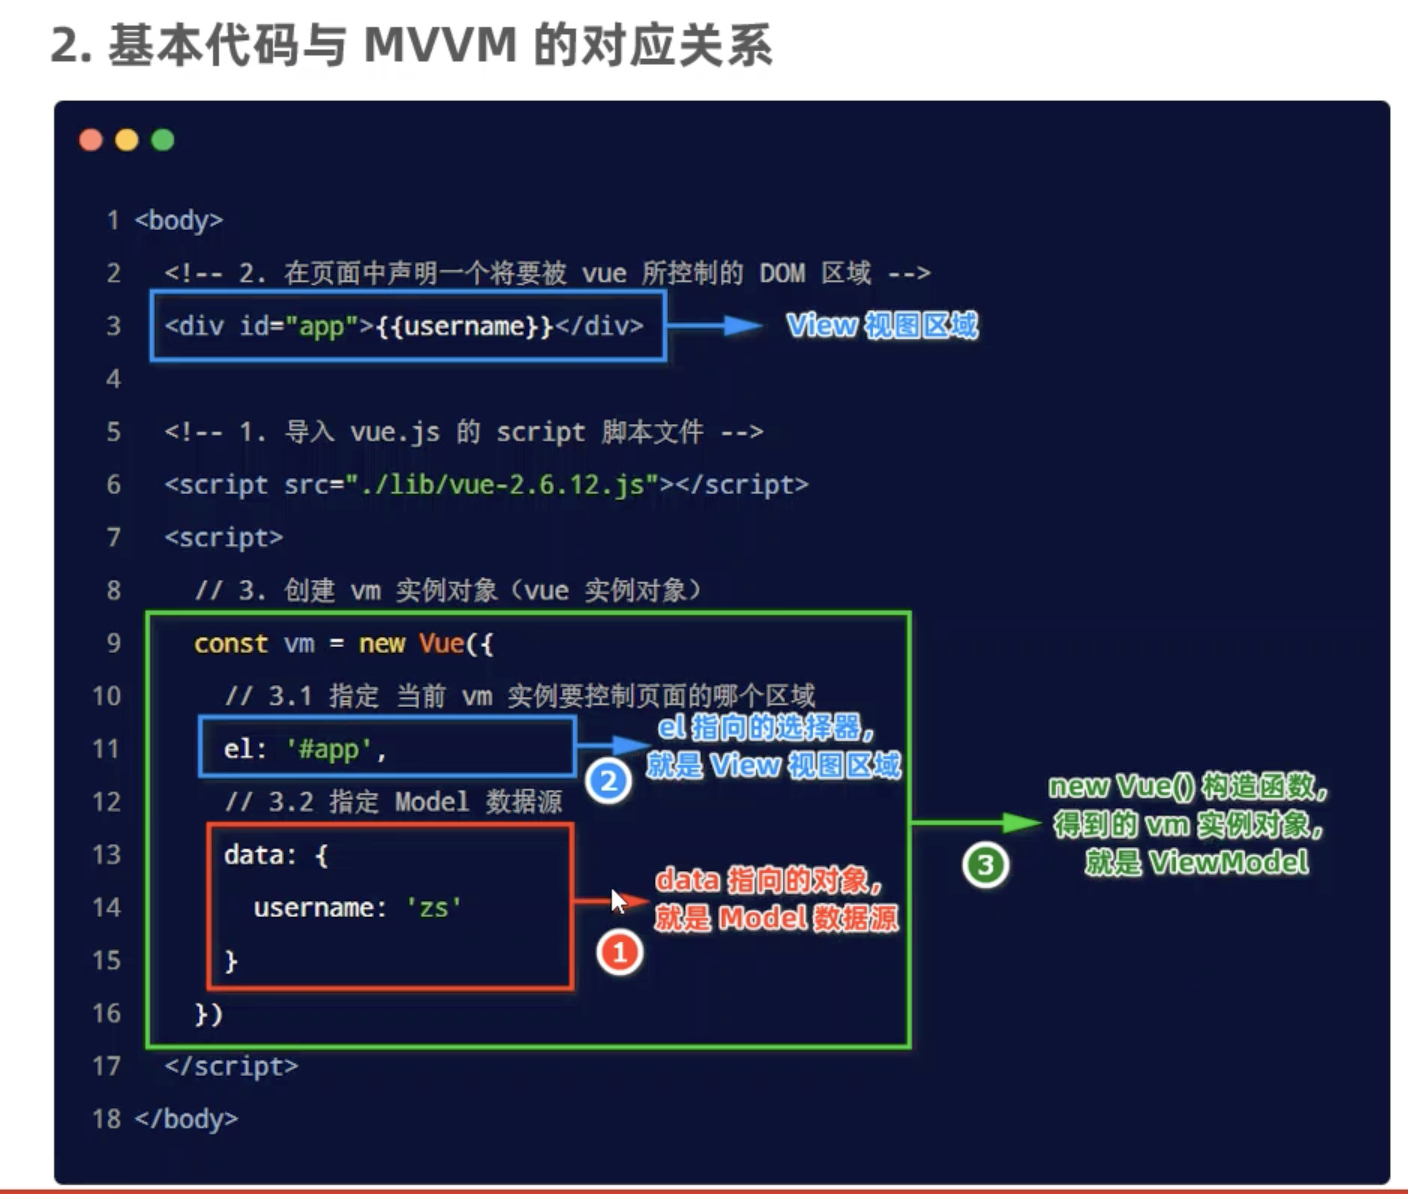 2. 基本代码与 MVVM 的对应关系
1 <body>
2 <!-- 2. 在页面中声明一个将要被 vue 所控制的 DOM 区域 -->
3 <div id="app">{{username}}</div>
View 视图区域
4
5 <!-- 1. 导入 vue.js 的 script 脚本文件 -->
6 <script src="./lib/vue-2.6.12.js"></script>
7 <script>
8 // 3. 创建 vm 实例对象（vue 实例对象）
9 const vm = new Vue({
10 // 3.1 指定 当前 vm 实例要控制页面的哪个区域
11 el: '#app',
2
el 指向的选择器，
就是 View 视图区域
12 // 3.2 指定 Model 数据源
13 data: {
14 username: 'zs'
15 }
1
data 指向的对象，
就是 Model 数据源
3
new Vue() 构造函数，
得到的 vm 实例对象，
就是 ViewModel
16 })
17 </script>
18 </body>